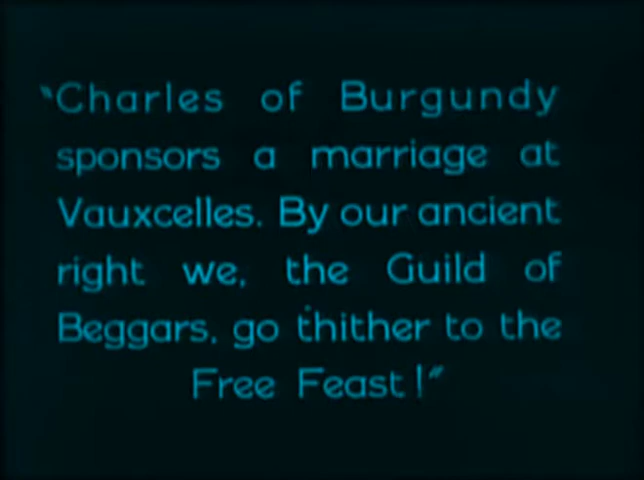 "Charles of Burgundy
sponsors a marriage at
Vauxcelles. By our ancient
right we, the Guild of
Beggars, go thither to the
Free Feast!"